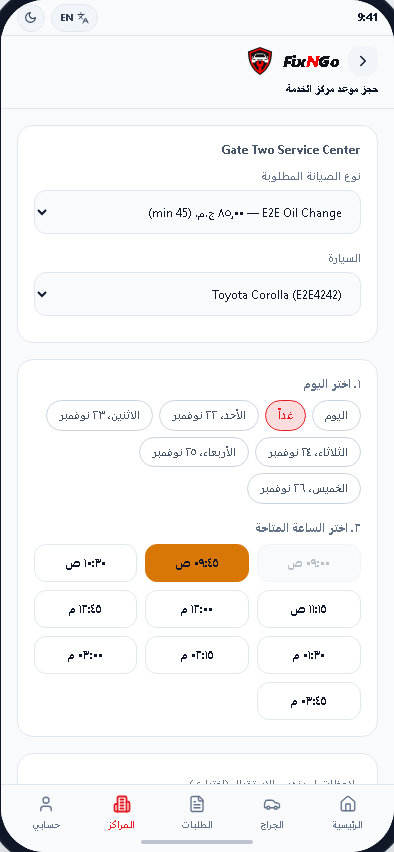 9:41
EN
FixNGo
حجز موعد مركز الخدمة
Gate Two Service Center
نوع الصيانة المطلوبة
E2E Oil Change — ٨٥٫٠٠ ج.م. (45 min)
السيارة
Toyota Corolla (E2E4242)
١. اختر اليوم
اليوم
غداً
الأحد، ٢٢ نوفمبر
الاثنين، ٢٣ نوفمبر
الثلاثاء، ٢٤ نوفمبر
الأربعاء، ٢٥ نوفمبر
الخميس، ٢٦ نوفمبر
٢. اختر الساعة المتاحة
٠٩:٠٠ ص
٠٩:٤٥ ص
١٠:٣٠ ص
١١:١٥ ص
١٢:٠٠ م
١٢:٤٥ م
٠١:٣٠ م
٠٢:١٥ م
٠٣:٠٠ م
٠٣:٤٥ م
الرئيسية
الجراج
الطلبات
المراكز
حسابي